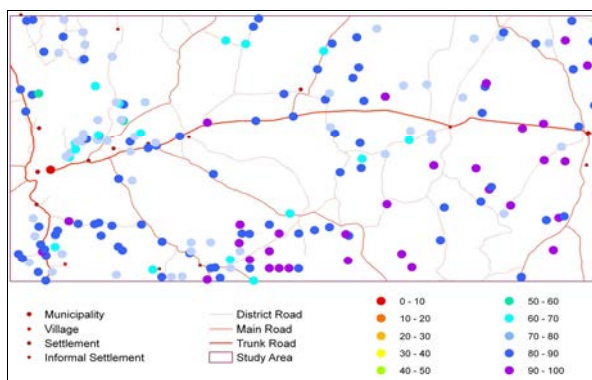 Municipality
Village
Settlement
Informal Settlement
District Road
Main Road
Trunk Road
Study Area
0 - 10
10 - 20
20 - 30
30 - 40
40 - 50
50 - 60
60 - 70
70 - 80
80 - 90
90 - 100